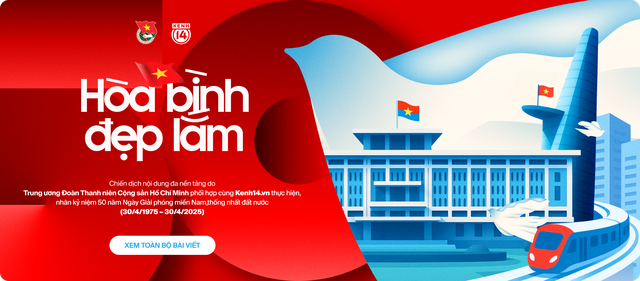 KENH
14
Hòa bình
đẹp lắm
Chiến dịch nội dung đa nền tảng do
Trung ương Đoàn Thanh niên Cộng sản Hồ Chí Minh phối hợp cùng Kenh14.vn thực hiện,
nhân kỷ niệm 50 năm Ngày Giải phóng miền Nam,thống nhất đất nước
(30/4/1975 – 30/4/2025)
XEM TOÀN BỘ BÀI VIẾT